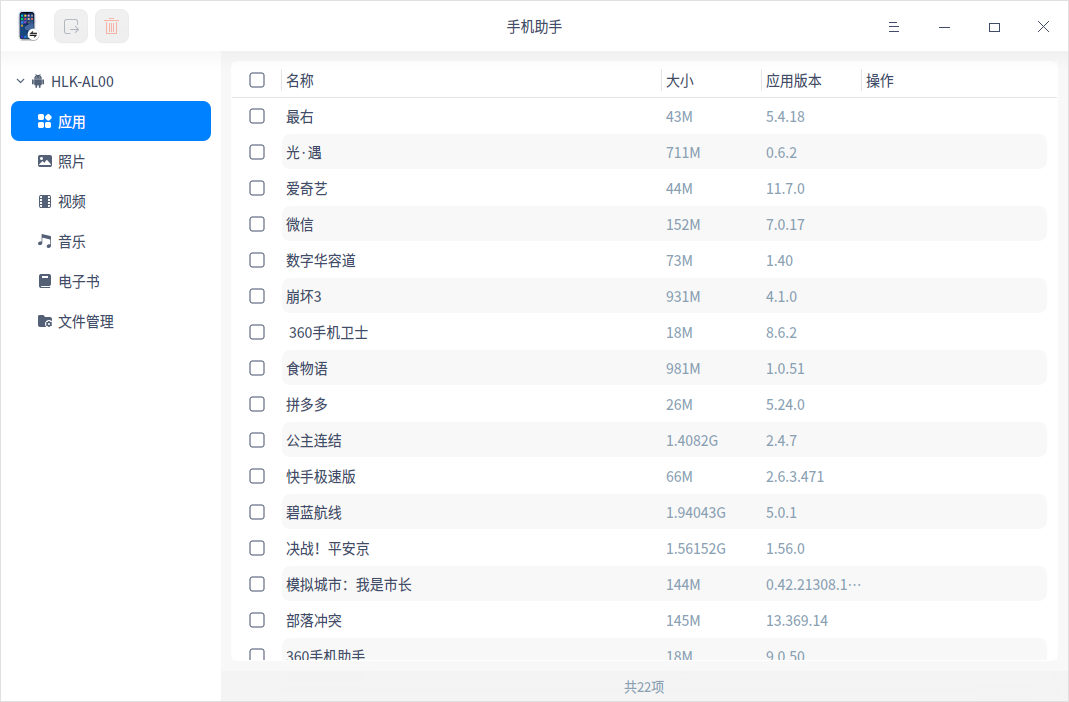 手机助手
HLK-AL00
应用
照片
视频
音乐
电子书
文件管理
名称 大小 应用版本 操作
最右 43M 5.4.18
光·遇 711M 0.6.2
爱奇艺 44M 11.7.0
微信 152M 7.0.17
数字华容道 73M 1.40
崩坏3 931M 4.1.0
360手机卫士 18M 8.6.2
食物语 981M 1.0.51
拼多多 26M 5.24.0
公主连结 1.4082G 2.4.7
快手极速版 66M 2.6.3.471
碧蓝航线 1.94043G 5.0.1
决战！平安京 1.56152G 1.56.0
模拟城市：我是市长 144M 0.42.21308.1…
部落冲突 145M 13.369.14
360手机助手 18M 9.0.50
共22项